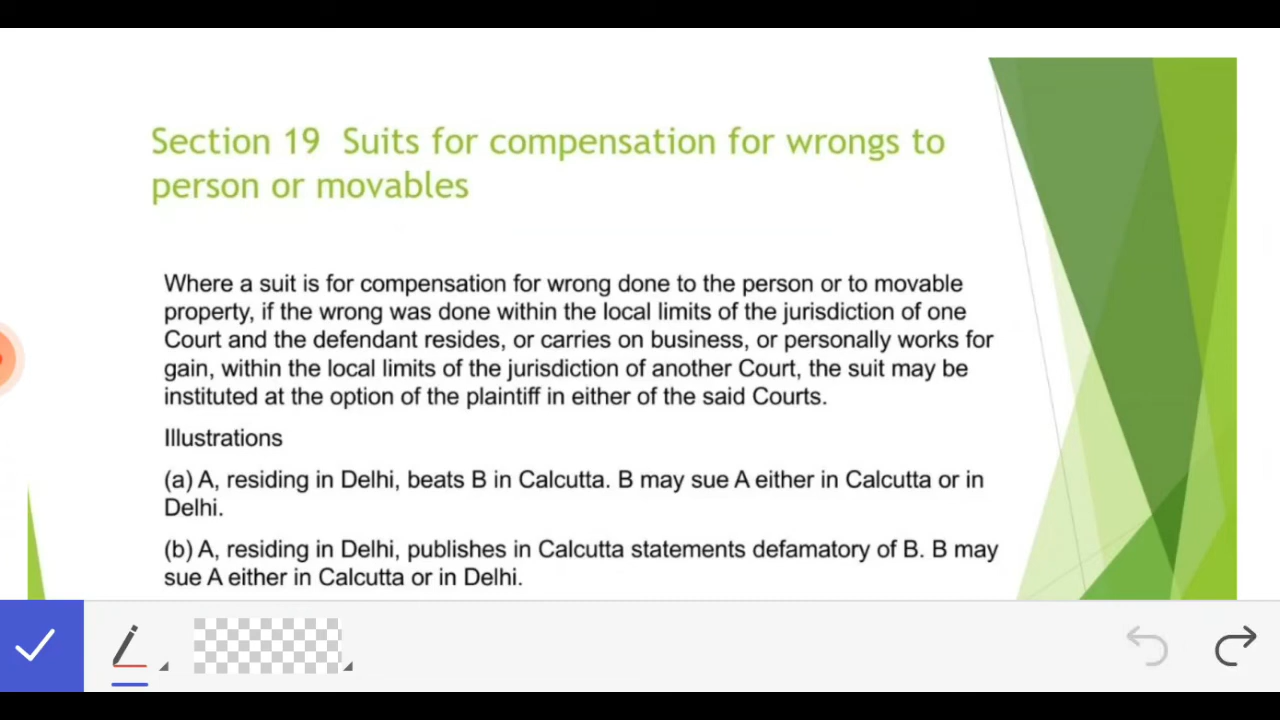 Section 19  Suits for compensation for wrongs to
person or movables
Where a suit is for compensation for wrong done to the person or to movable
property, if the wrong was done within the local limits of the jurisdiction of one
Court and the defendant resides, or carries on business, or personally works for
gain, within the local limits of the jurisdiction of another Court, the suit may be
instituted at the option of the plaintiff in either of the said Courts.
Illustrations
(a) A, residing in Delhi, beats B in Calcutta. B may sue A either in Calcutta or in
Delhi.
(b) A, residing in Delhi, publishes in Calcutta statements defamatory of B. B may
sue A either in Calcutta or in Delhi.